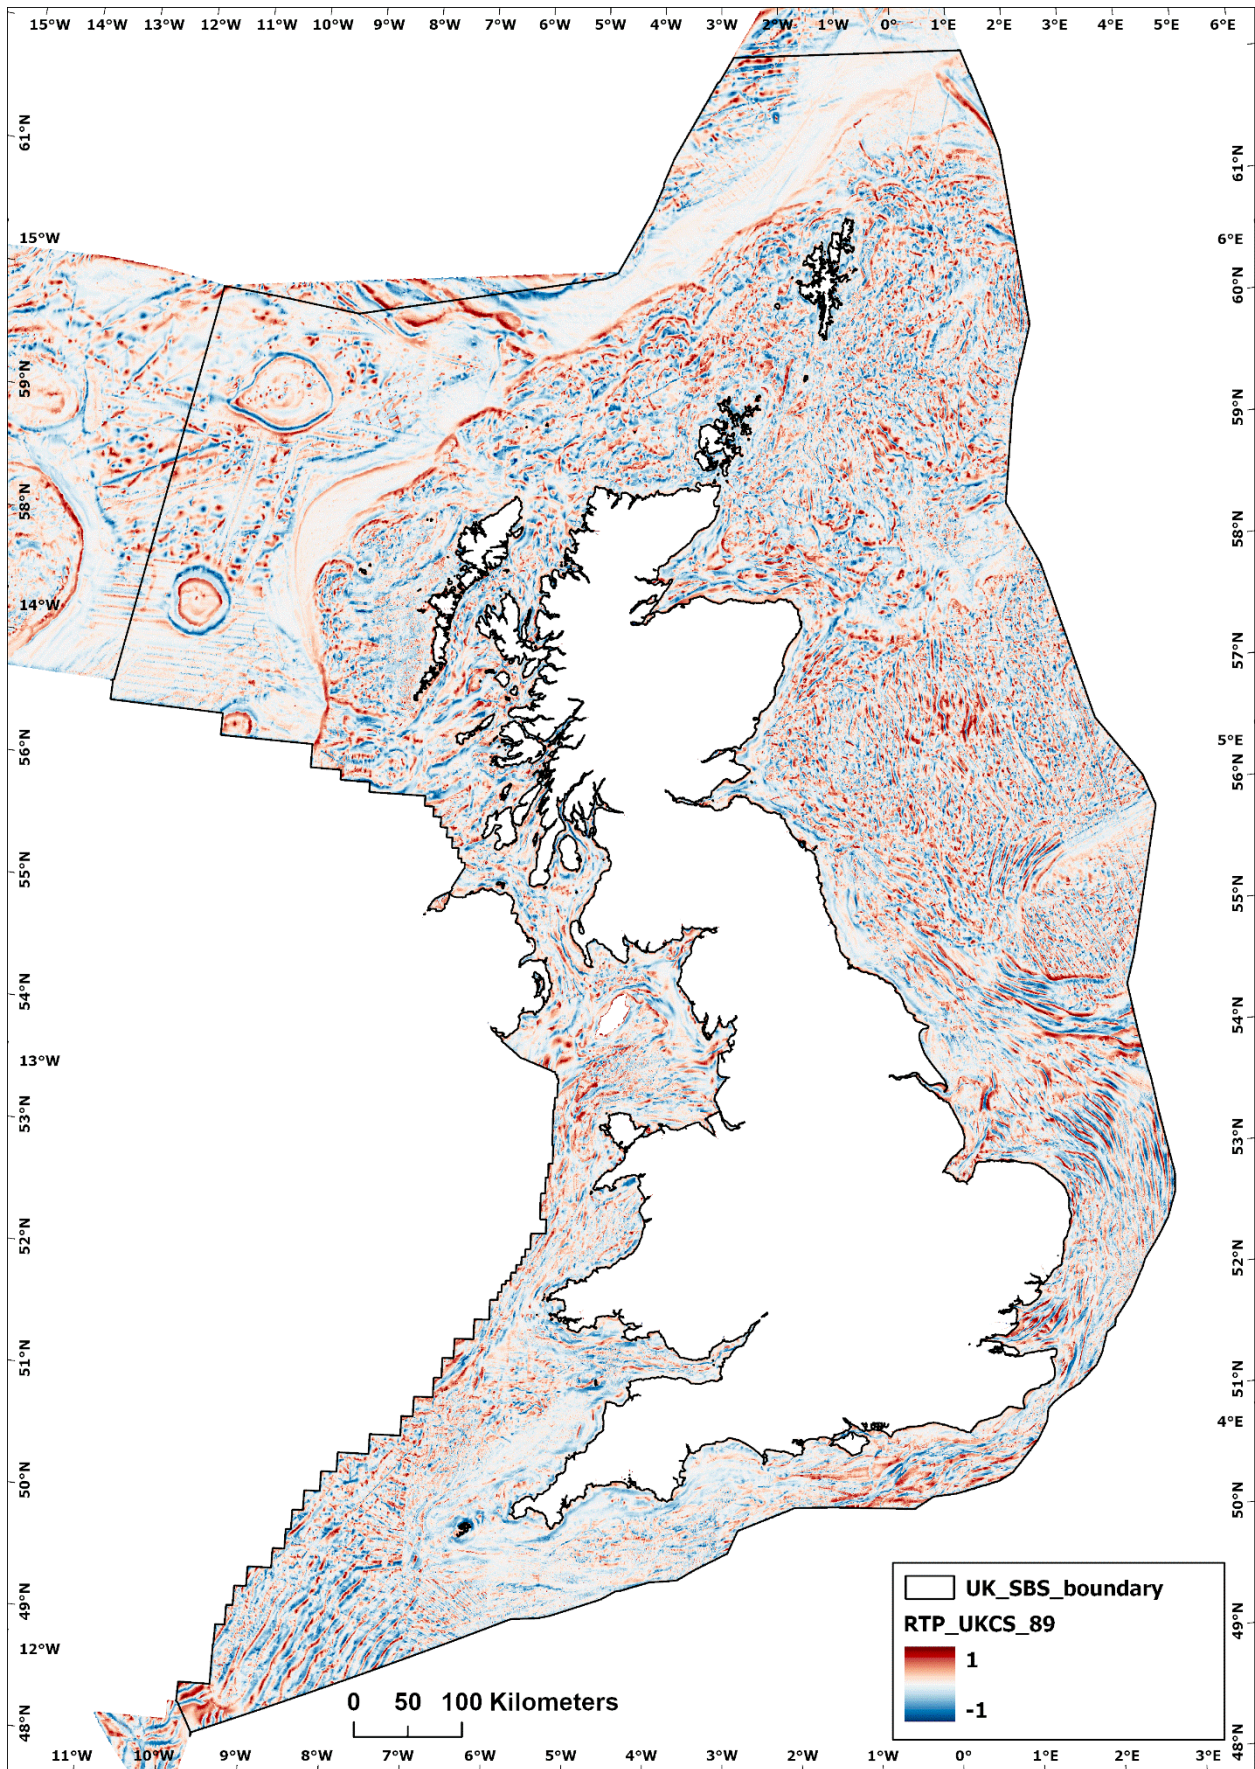 15°W 14°W 13°W 12°W 11°W 10°W 9°W 8°W 7°W 6°W 5°W 4°W 3°W 2°W 1°W 0° 1°E 2°E 3°E 4°E 5°E 6°E
61°N
61°N
15°W
6°E
60°N
59°N
59°N
58°N
58°N
14°W
57°N
56°N
5°E
56°N
55°N
55°N
54°N
54°N
13°W
53°N
53°N
52°N
52°N
51°N
51°N
4°E
50°N
50°N
UK_SBS_boundary
49°N
RTP_UKCS_89
49°N
12°W
1
0 50 100 Kilometers
-1
48°N
48°N
11°W 10°W 9°W 8°W 7°W 6°W 5°W 4°W 3°W 2°W 1°W 0° 1°E 2°E 3°E